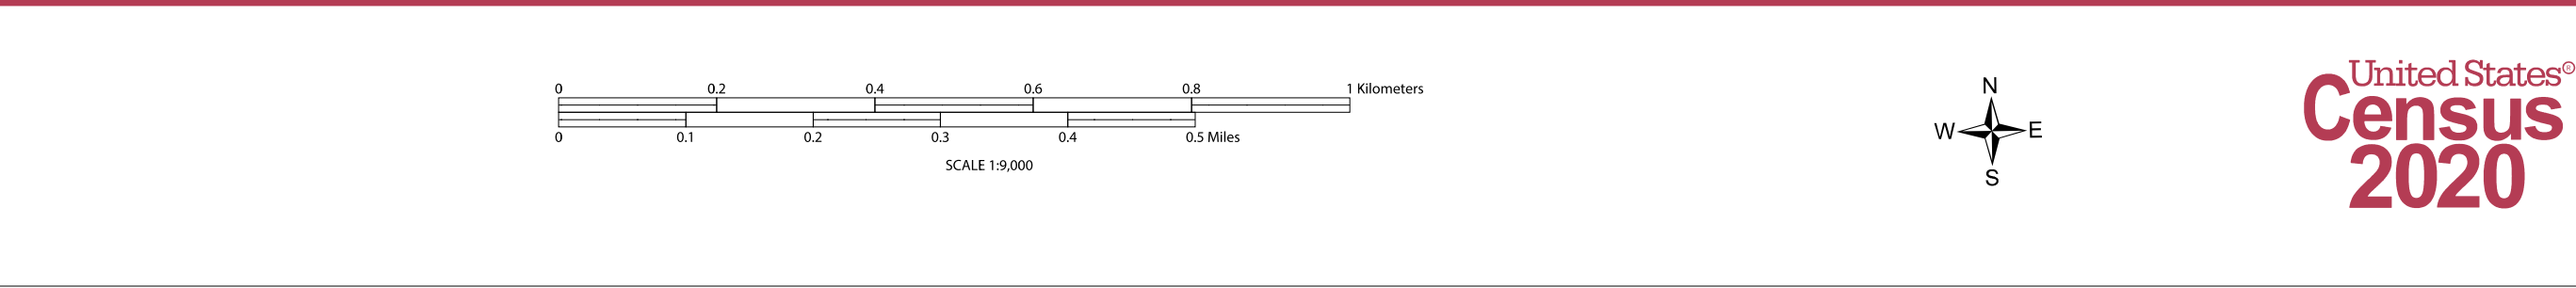 0 0.2 0.4 0.6 0.8 1 Kilometers
0 0.1 0.2 0.3 0.4 0.5 Miles
SCALE 1:9,000
N
W E
S
United States®
Census
2020